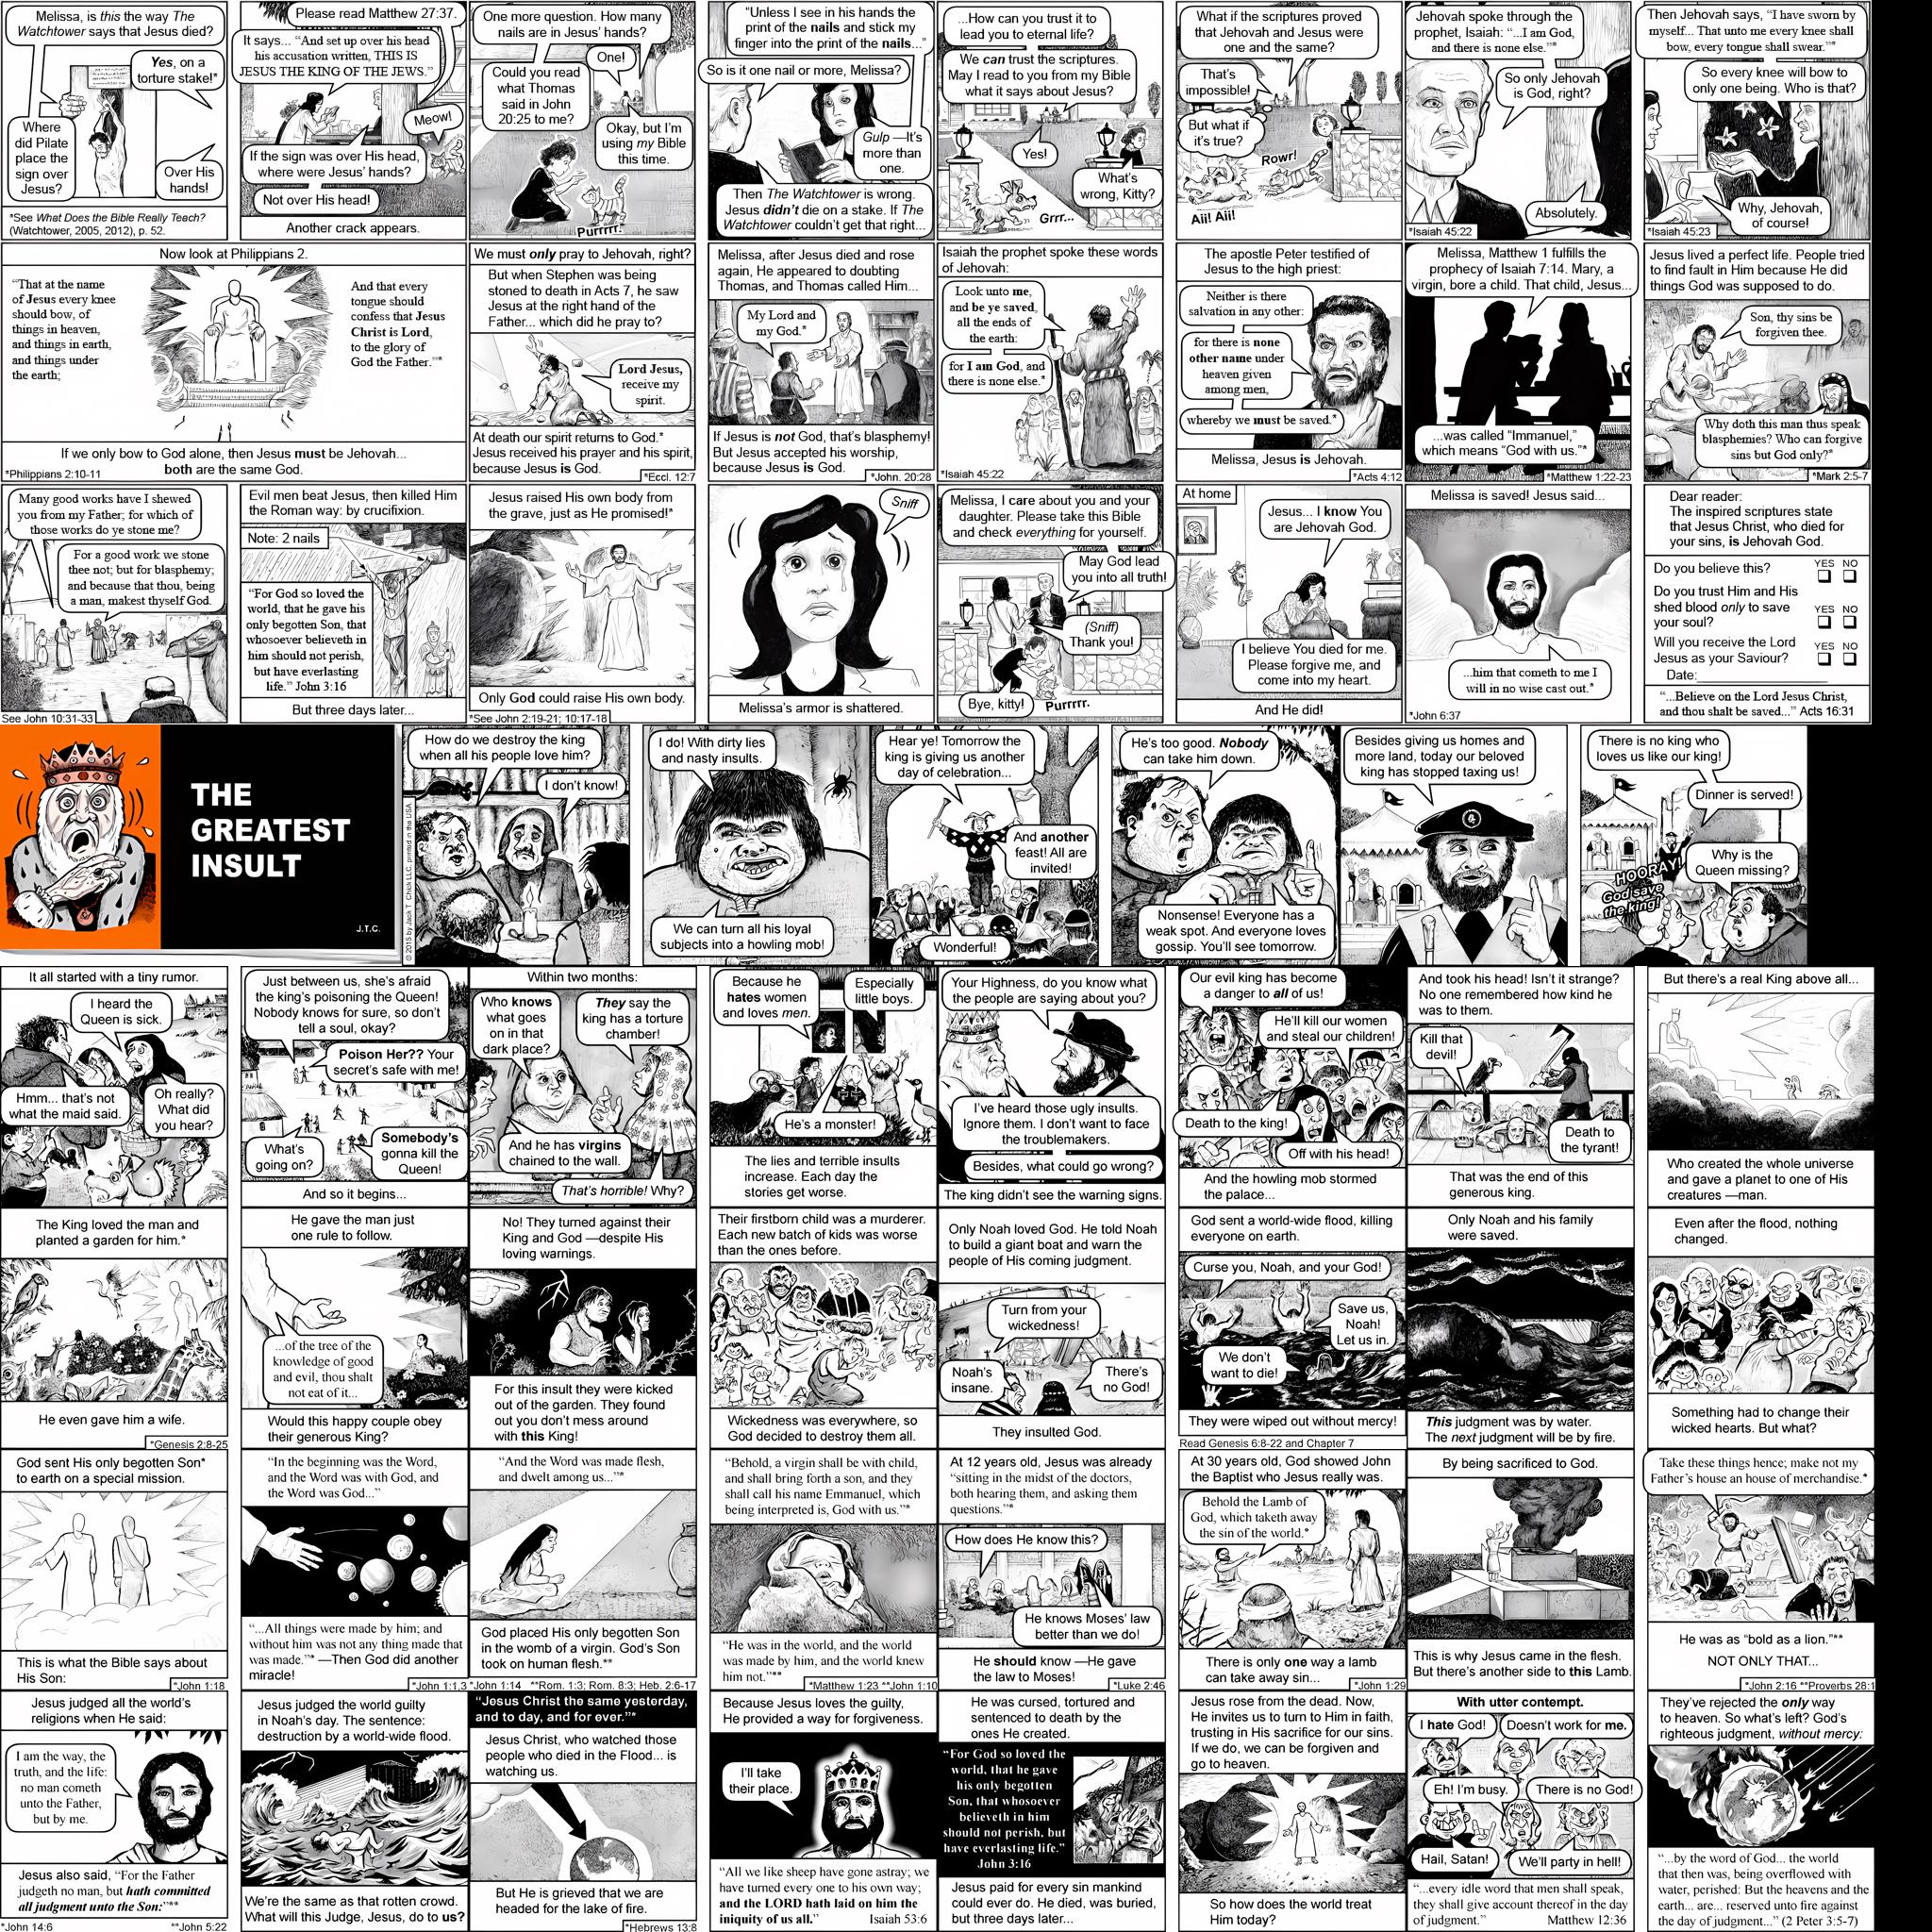 Melissa, is this the way The
Watchtower says that Jesus died?
Yes, on a
torture stake!*
Where
did Pilate
place the
sign over
Jesus?
Over His
hands!
*See What Does the Bible Really Teach?
(Watchtower, 2005, 2012), p. 52.
Please read Matthew 27:37.
It says... “And set up over his head
his accusation written, THIS IS
JESUS THE KING OF THE JEWS.”
Meow!
If the sign was over His head,
where were Jesus’ hands?
Not over His head!
Another crack appears.
One more question. How many
nails are in Jesus’ hands?
One!
Could you read
what Thomas
said in John
20:25 to me?
Okay, but I’m
using my Bible
this time.
Purrrrr.
“Unless I see in his hands the
print of the nails and stick my
finger into the print of the nails...”
So is it one nail or more, Melissa?
Gulp —It’s
more than
one.
Then The Watchtower is wrong.
Jesus didn’t die on a stake. If The
Watchtower couldn’t get that right...
...How can you trust it to
lead you to eternal life?
We can trust the scriptures.
May I read to you from my Bible
what it says about Jesus?
Yes!
What’s
wrong, Kitty?
Grrr...
What if the scriptures proved
that Jehovah and Jesus were
one and the same?
That’s
impossible!
But what if
it’s true?
Rowr!
Aii! Aii!
Jehovah spoke through the
prophet, Isaiah: “...I am God,
and there is none else.”*
So only Jehovah
is God, right?
Absolutely.
*Isaiah 45:22
Then Jehovah says, “I have sworn by
myself... That unto me every knee shall
bow, every tongue shall swear.”*
So every knee will bow to
only one being. Who is that?
Why, Jehovah,
of course!
*Isaiah 45:23
Now look at Philippians 2.
“That at the name
of Jesus every knee
should bow, of
things in heaven,
and things in earth,
and things under
the earth;
And that every
tongue should
confess that Jesus
Christ is Lord,
to the glory of
God the Father.”*
If we only bow to God alone, then Jesus must be Jehovah...
both are the same God.
*Philippians 2:10-11
We must only pray to Jehovah, right?
But when Stephen was being
stoned to death in Acts 7, he saw
Jesus at the right hand of the
Father... which did he pray to?
Lord Jesus,
receive my
spirit.
At death our spirit returns to God.*
Jesus received his prayer and his spirit,
because Jesus is God.
*Eccl. 12:7
Melissa, after Jesus died and rose
again, He appeared to doubting
Thomas, and Thomas called Him...
My Lord and
my God.*
If Jesus is not God, that’s blasphemy!
But Jesus accepted his worship,
because Jesus is God.
*John. 20:28
Isaiah the prophet spoke these words
of Jehovah:
Look unto me,
and be ye saved,
all the ends of
the earth:
for I am God, and
there is none else.*
*Isaiah 45:22
The apostle Peter testified of
Jesus to the high priest:
Neither is there
salvation in any other:
for there is none
other name under
heaven given
among men,
whereby we must be saved.*
Melissa, Jesus is Jehovah.
*Acts 4:12
Melissa, Matthew 1 fulfills the
prophecy of Isaiah 7:14. Mary, a
virgin, bore a child. That child, Jesus...
...was called “Immanuel,”
which means “God with us.”*
*Matthew 1:22-23
Jesus lived a perfect life. People tried
to find fault in Him because He did
things God was supposed to do.
Son, thy sins be
forgiven thee.
Why doth this man thus speak
blasphemies? Who can forgive
sins but God only?*
*Mark 2:5-7
Many good works have I shewed
you from my Father; for which of
those works do ye stone me?
For a good work we stone
thee not; but for blasphemy;
and because that thou, being
a man, makest thyself God.
See John 10:31-33
Evil men beat Jesus, then killed Him
the Roman way: by crucifixion.
Note: 2 nails
“For God so loved the
world, that he gave his
only begotten Son, that
whosoever believeth in
him should not perish,
but have everlasting
life.” John 3:16
But three days later...
Jesus raised His own body from
the grave, just as He promised!*
Only God could raise His own body.
*See John 2:19-21; 10:17-18
Sniff
Melissa’s armor is shattered.
Melissa, I care about you and your
daughter. Please take this Bible
and check everything for yourself.
May God lead
you into all truth!
(Sniff)
Thank you!
Bye, kitty!
Purrrrr.
At home
Jesus... I know You
are Jehovah God.
I believe You died for me.
Please forgive me, and
come into my heart.
And He did!
Melissa is saved! Jesus said...
...him that cometh to me I
will in no wise cast out.*
*John 6:37
Dear reader:
The inspired scriptures state
that Jesus Christ, who died for
your sins, is Jehovah God.
Do you believe this?
YES NO
Do you trust Him and His
shed blood only to save
your soul?
YES NO
Will you receive the Lord
Jesus as your Saviour?
YES NO
Date:
“...Believe on the Lord Jesus Christ,
and thou shalt be saved...” Acts 16:31
THE
GREATEST
INSULT
J.T.C.
© 2015 by Jack T. Chick LLC, printed in the USA
How do we destroy the king
when all his people love him?
I don’t know!
I do! With dirty lies
and nasty insults.
We can turn all his loyal
subjects into a howling mob!
Hear ye! Tomorrow the
king is giving us another
day of celebration...
And another
feast! All are
invited!
Wonderful!
He’s too good. Nobody
can take him down.
Nonsense! Everyone has a
weak spot. And everyone loves
gossip. You’ll see tomorrow.
Besides giving us homes and
more land, today our beloved
king has stopped taxing us!
There is no king who
loves us like our king!
Dinner is served!
HOORAY!
God save
the king!
Why is the
Queen missing?
It all started with a tiny rumor.
I heard the
Queen is sick.
Hmm... that’s not
what the maid said.
Oh really?
What did
you hear?
Just between us, she’s afraid
the king’s poisoning the Queen!
Nobody knows for sure, so don’t
tell a soul, okay?
Poison Her?? Your
secret’s safe with me!
What’s
going on?
Somebody’s
gonna kill the
Queen!
And so it begins...
Within two months:
Who knows
what goes
on in that
dark place?
They say the
king has a torture
chamber!
And he has virgins
chained to the wall.
That’s horrible! Why?
Because he
hates women
and loves men.
Especially
little boys.
He’s a monster!
The lies and terrible insults
increase. Each day the
stories get worse.
Your Highness, do you know what
the people are saying about you?
I’ve heard those ugly insults.
Ignore them. I don’t want to face
the troublemakers.
Besides, what could go wrong?
The king didn’t see the warning signs.
Our evil king has become
a danger to all of us!
He’ll kill our women
and steal our children!
Death to the king!
Off with his head!
And the howling mob stormed
the palace...
And took his head! Isn’t it strange?
No one remembered how kind he
was to them.
Kill that
devil!
Death to
the tyrant!
That was the end of this
generous king.
But there’s a real King above all...
Who created the whole universe
and gave a planet to one of His
creatures —man.
The King loved the man and
planted a garden for him.*
He even gave him a wife.
*Genesis 2:8-25
He gave the man just
one rule to follow.
...of the tree of the
knowledge of good
and evil, thou shalt
not eat of it...
Would this happy couple obey
their generous King?
No! They turned against their
King and God —despite His
loving warnings.
For this insult they were kicked
out of the garden. They found
out you don’t mess around
with this King!
Their firstborn child was a murderer.
Each new batch of kids was worse
than the ones before.
Wickedness was everywhere, so
God decided to destroy them all.
Only Noah loved God. He told Noah
to build a giant boat and warn the
people of His coming judgment.
Turn from your
wickedness!
Noah’s
insane.
There’s
no God!
They insulted God.
God sent a world-wide flood, killing
everyone on earth.
Curse you, Noah, and your God!
Save us,
Noah!
Let us in.
We don’t
want to die!
They were wiped out without mercy!
Read Genesis 6:8-22 and Chapter 7
Only Noah and his family
were saved.
This judgment was by water.
The next judgment will be by fire.
Even after the flood, nothing
changed.
Something had to change their
wicked hearts. But what?
God sent His only begotten Son*
to earth on a special mission.
This is what the Bible says about
His Son:
*John 1:18
“In the beginning was the Word,
and the Word was with God, and
the Word was God...”
“...All things were made by him; and
without him was not any thing made that
was made.”* —Then God did another
miracle!
*John 1:1,3
“And the Word was made flesh,
and dwelt among us...”*
God placed His only begotten Son
in the womb of a virgin. God’s Son
took on human flesh.**
*John 1:14 **Rom. 1:3; Rom. 8:3; Heb. 2:6-17
“Behold, a virgin shall be with child,
and shall bring forth a son, and they
shall call his name Emmanuel, which
being interpreted is, God with us.”*
“He was in the world, and the world
was made by him, and the world knew
him not.”**
*Matthew 1:23 **John 1:10
At 12 years old, Jesus was already
“sitting in the midst of the doctors,
both hearing them, and asking them
questions.”*
How does He know this?
He knows Moses’ law
better than we do!
He should know —He gave
the law to Moses!
*Luke 2:46
At 30 years old, God showed John
the Baptist who Jesus really was.
Behold the Lamb of
God, which taketh away
the sin of the world.*
There is only one way a lamb
can take away sin...
*John 1:29
By being sacrificed to God.
This is why Jesus came in the flesh.
But there’s another side to this Lamb.
Take these things hence; make not my
Father’s house an house of merchandise.*
He was as “bold as a lion.”**
NOT ONLY THAT...
*John 2:16 **Proverbs 28:1
Jesus judged all the world’s
religions when He said:
I am the way, the
truth, and the life:
no man cometh
unto the Father,
but by me.
Jesus also said, “For the Father
judgeth no man, but hath committed
all judgment unto the Son:”**
*John 14:6
**John 5:22
Jesus judged the world guilty
in Noah’s day. The sentence:
destruction by a world-wide flood.
We’re the same as that rotten crowd.
What will this Judge, Jesus, do to us?
“Jesus Christ the same yesterday,
and to day, and for ever.”*
Jesus Christ, who watched those
people who died in the Flood... is
watching us.
But He is grieved that we are
headed for the lake of fire.
*Hebrews 13:8
Because Jesus loves the guilty,
He provided a way for forgiveness.
I’ll take
their place.
“All we like sheep have gone astray; we
have turned every one to his own way;
and the LORD hath laid on him the
iniquity of us all.” Isaiah 53:6
He was cursed, tortured and
sentenced to death by the
ones He created.
“For God so loved the
world, that he gave
his only begotten
Son, that whosoever
believeth in him
should not perish, but
have everlasting life.”
John 3:16
Jesus paid for every sin mankind
could ever do. He died, was buried,
but three days later...
Jesus rose from the dead. Now,
He invites us to turn to Him in faith,
trusting in His sacrifice for our sins.
If we do, we can be forgiven and
go to heaven.
So how does the world treat
Him today?
With utter contempt.
I hate God!
Doesn’t work for me.
Eh! I’m busy.
There is no God!
Hail, Satan!
We’ll party in hell!
“...every idle word that men shall speak,
they shall give account thereof in the day
of judgment.” Matthew 12:36
They’ve rejected the only way
to heaven. So what’s left? God’s
righteous judgment, without mercy:
“...by the word of God... the world
that then was, being overflowed with
water, perished: But the heavens and the
earth... are... reserved unto fire against
the day of judgment...” (2 Peter 3:5-7)